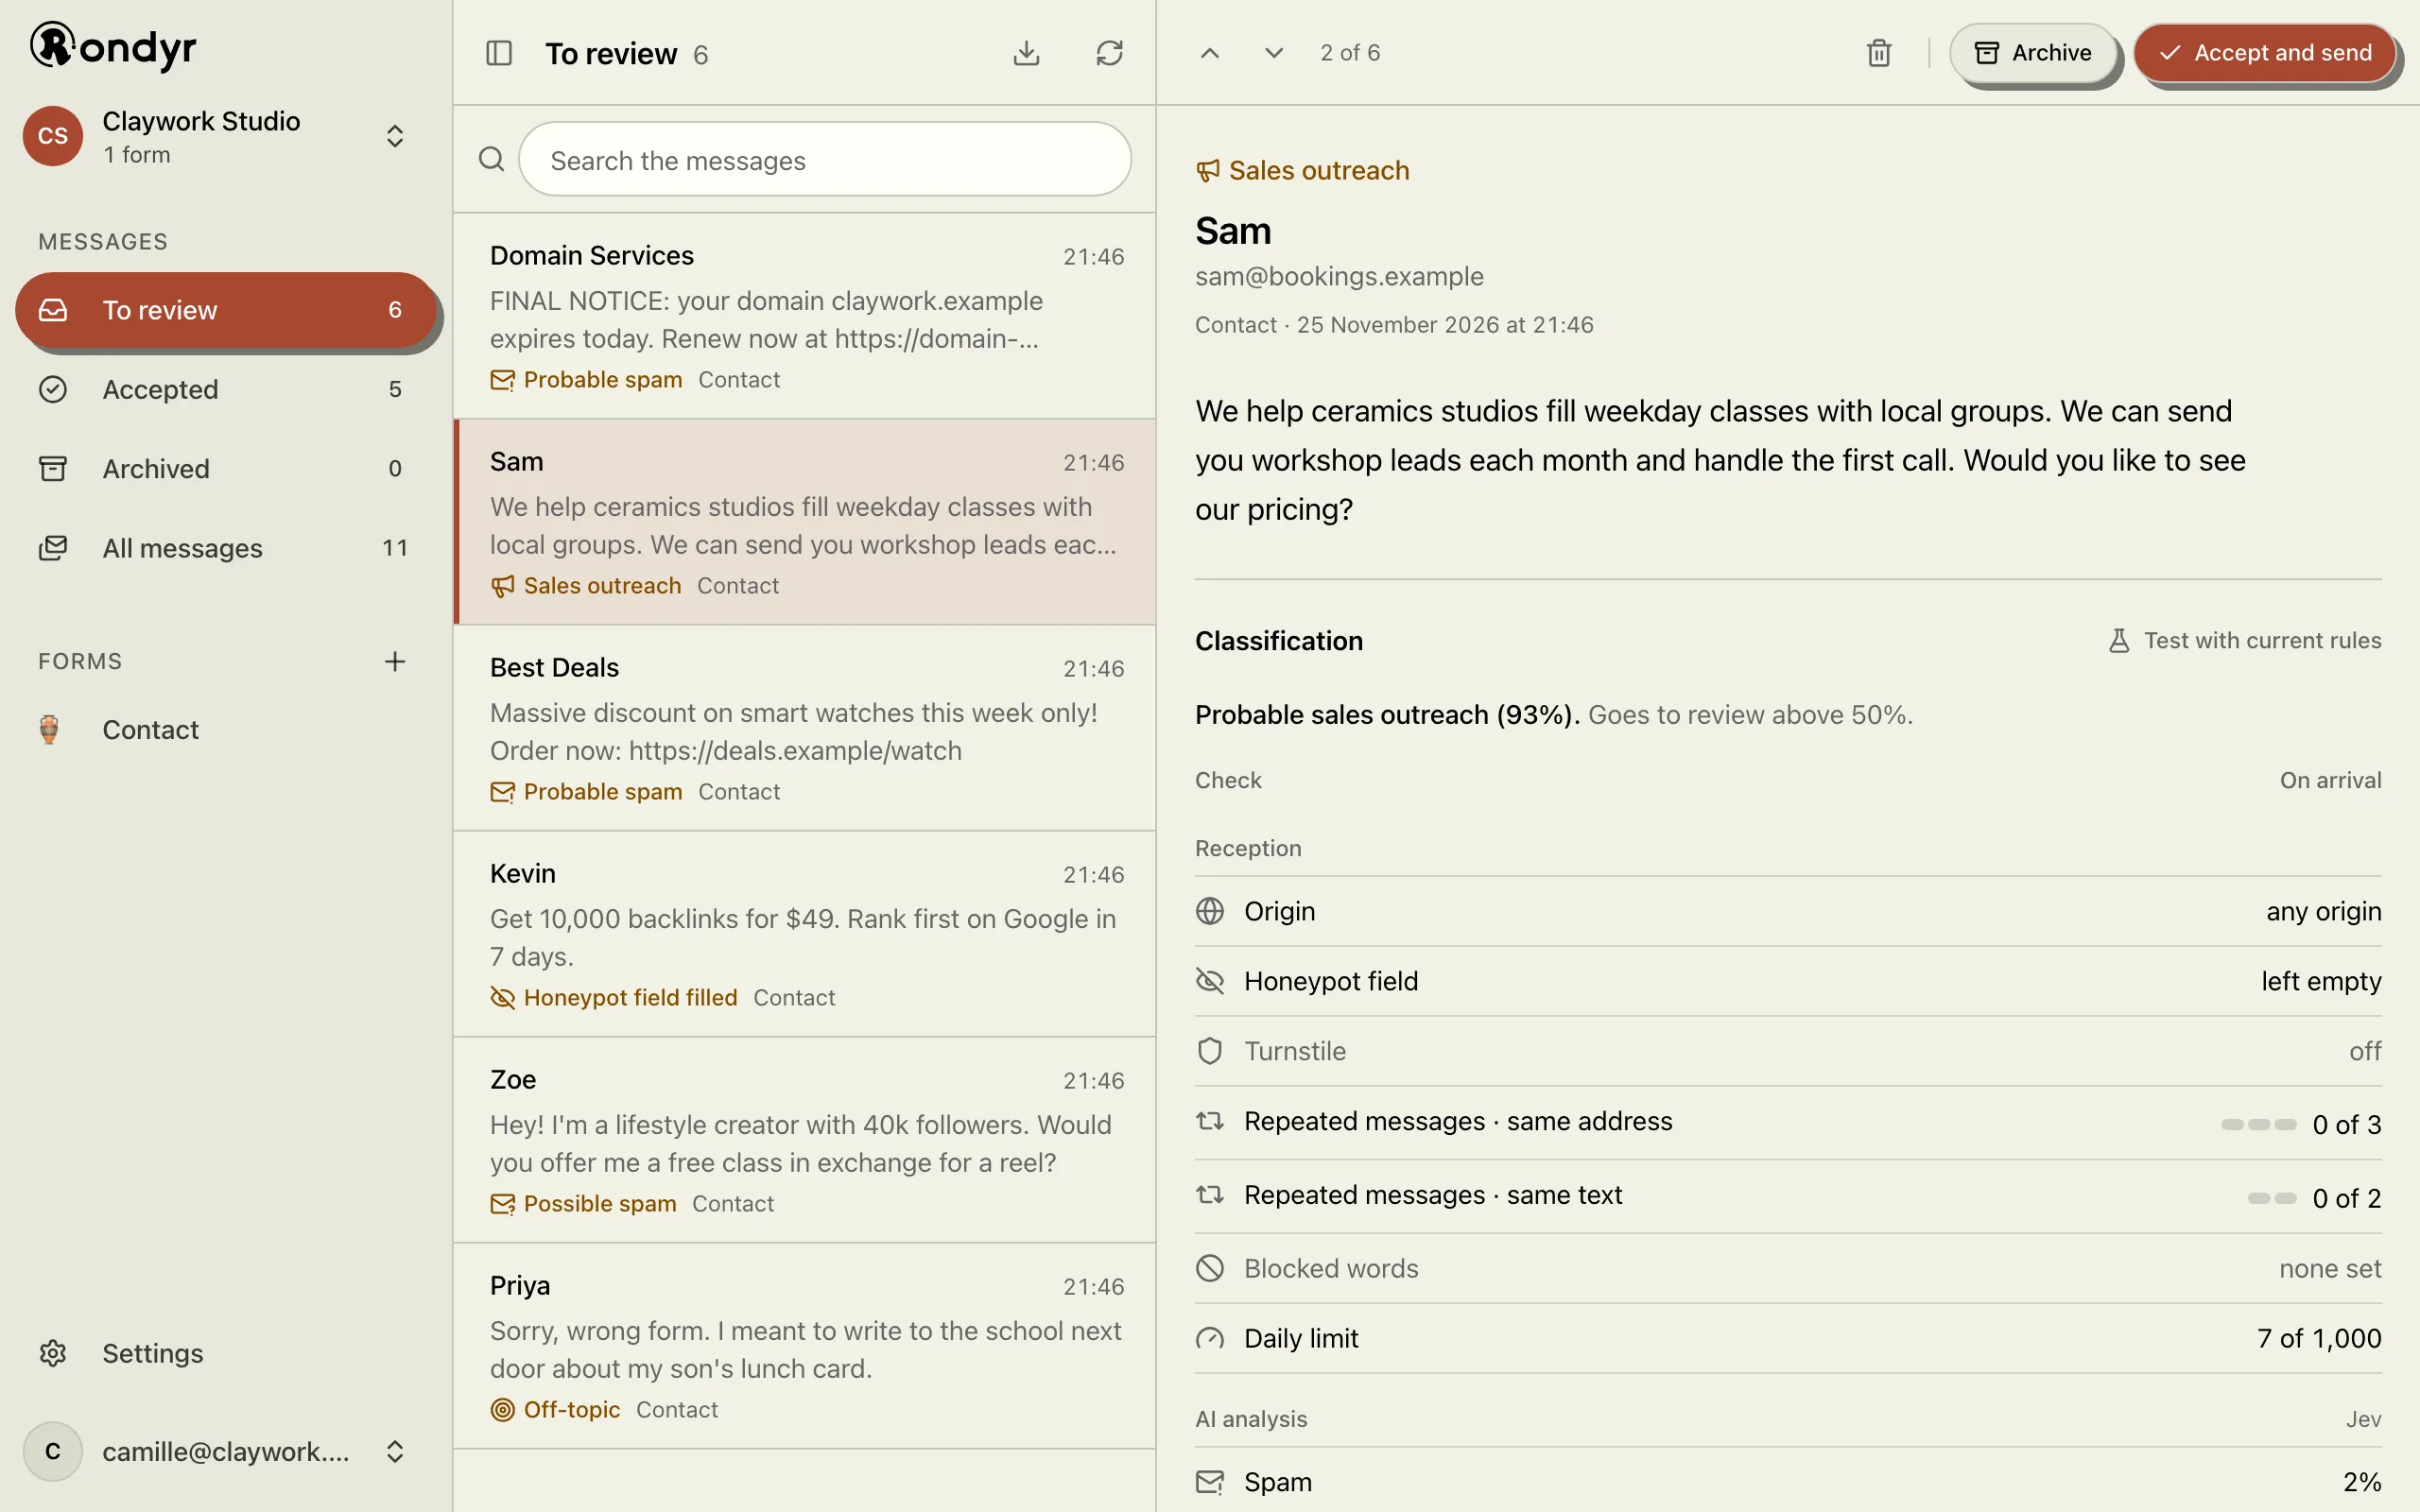 Rondyr
CS
Claywork Studio
1 form
MESSAGES
To review 6
Accepted 5
Archived 0
All messages 11
FORMS
Contact
Settings
C
camille@claywork....
To review 6
Search the messages
Domain Services 21:46
FINAL NOTICE: your domain claywork.example
expires today. Renew now at https://domain-...
Probable spam Contact
Sam 21:46
We help ceramics studios fill weekday classes with
local groups. We can send you workshop leads eac...
Sales outreach Contact
Best Deals 21:46
Massive discount on smart watches this week only!
Order now: https://deals.example/watch
Probable spam Contact
Kevin 21:46
Get 10,000 backlinks for $49. Rank first on Google in
7 days.
Honeypot field filled Contact
Zoe 21:46
Hey! I'm a lifestyle creator with 40k followers. Would
you offer me a free class in exchange for a reel?
Possible spam Contact
Priya 21:46
Sorry, wrong form. I meant to write to the school next
door about my son's lunch card.
Off-topic Contact
2 of 6
Archive
Accept and send
Sales outreach
Sam
sam@bookings.example
Contact · 25 November 2026 at 21:46
We help ceramics studios fill weekday classes with local groups. We can send
you workshop leads each month and handle the first call. Would you like to see
our pricing?
Classification
Test with current rules
Probable sales outreach (93%). Goes to review above 50%.
Check On arrival
Reception
Origin any origin
Honeypot field left empty
Turnstile off
Repeated messages · same address 0 of 3
Repeated messages · same text 0 of 2
Blocked words none set
Daily limit 7 of 1,000
AI analysis Jev
Spam 2%